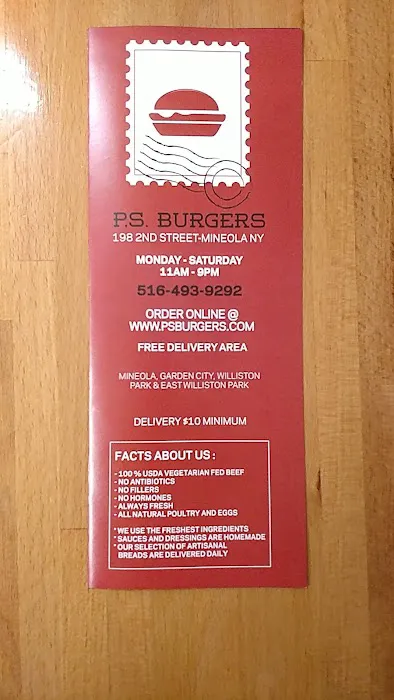 P.S. BURGERS
198 2ND STREET-MINEOLA NY
MONDAY - SATURDAY
11AM - 9PM
516-493-9292
ORDER ONLINE @
WWW.PSBURGERS.COM
FREE DELIVERY AREA
MINEOLA, GARDEN CITY, WILLISTON
PARK & EAST WILLISTON PARK
DELIVERY $10 MINIMUM
FACTS ABOUT US :
- 100 % USDA VEGETARIAN FED BEEF
- NO ANTIBIOTICS
- NO FILLERS
- NO HORMONES
- ALWAYS FRESH
- ALL NATURAL POULTRY AND EGGS
* WE USE THE FRESHEST INGREDIENTS
* SAUCES AND DRESSINGS ARE HOMEMADE
* OUR SELECTION OF ARTISANAL
BREADS ARE DELIVERED DAILY